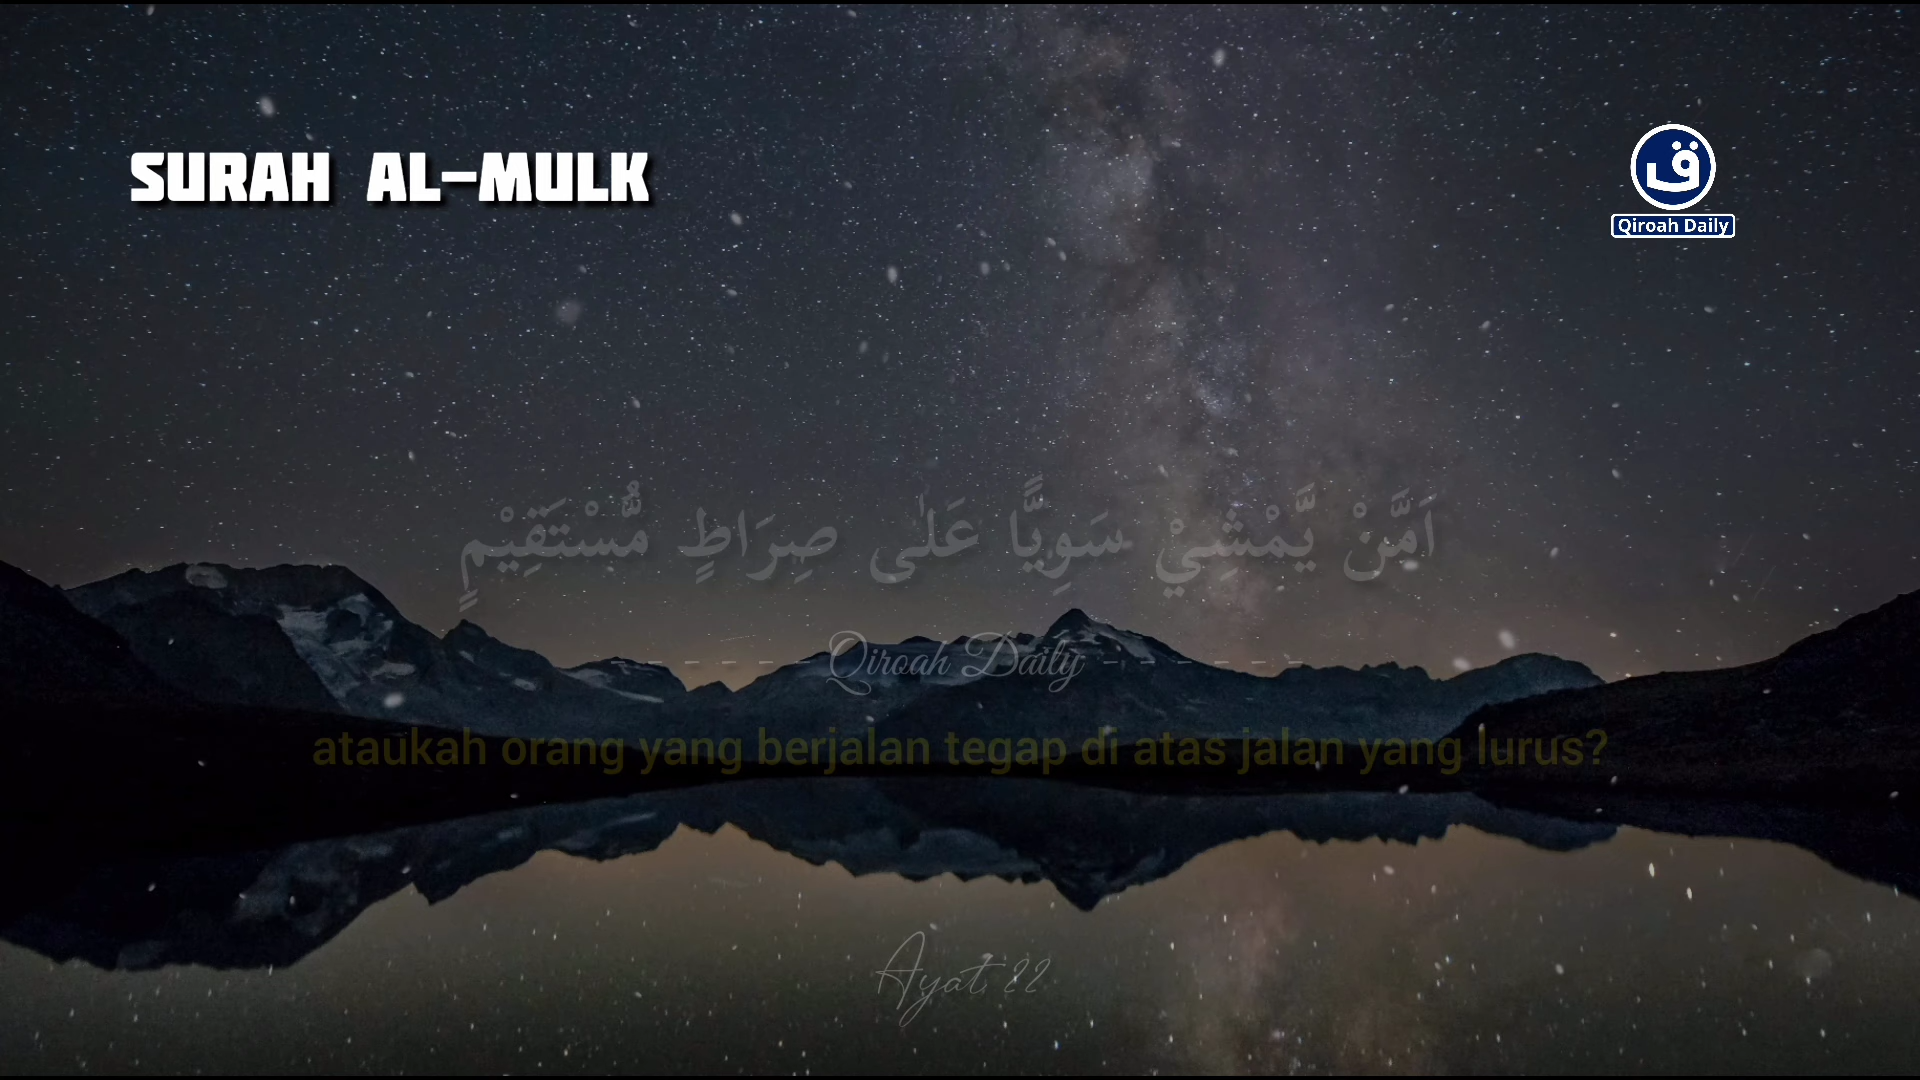 SURAH AL-MULK
ق
Qiroah Daily
اَمَّنْ يَّمْشِيْ سَوِيًّا عَلٰى صِرَاطٍ مُّسْتَقِيْمٍ
- - - - - - Qiroah Daily - - - - - -
ataukah orang yang berjalan tegap di atas jalan yang lurus?
Ayat 22